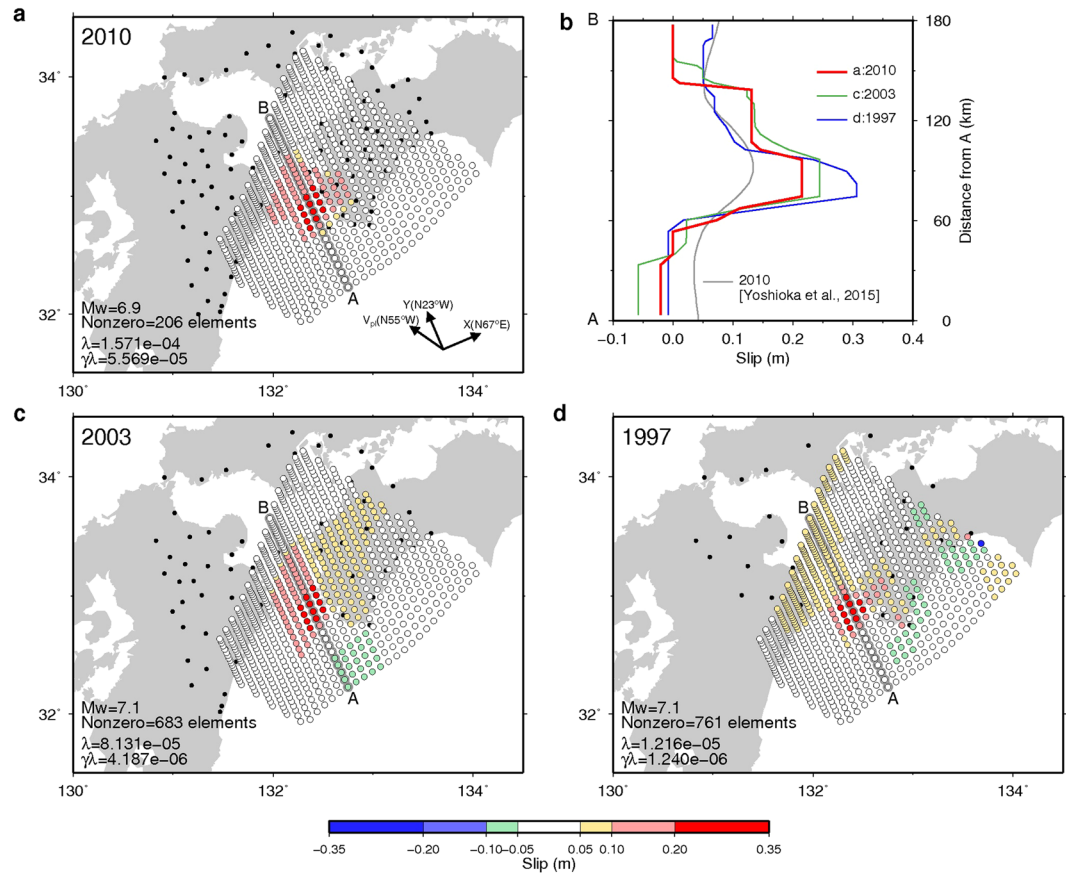 a
2010
34°
32°
130°
132°
134°
B
A
Y(N23°W)
Vpl(N55°W)
X(N67°E)
Mw=6.9
Nonzero=206 elements
λ=1.571e−04
γλ=5.569e−05
b
B
A
180
120
60
0
Distance from A (km)
a:2010
c:2003
d:1997
2010
[Yoshioka et al., 2015]
−0.1 0.0 0.1 0.2 0.3 0.4
Slip (m)
c
2003
34°
32°
130°
132°
134°
B
A
Mw=7.1
Nonzero=683 elements
λ=8.131e−05
γλ=4.187e−06
d
1997
34°
32°
130°
132°
134°
B
A
Mw=7.1
Nonzero=761 elements
λ=1.216e−05
γλ=1.240e−06
−0.35 −0.20 −0.10 −0.05 0.05 0.10 0.20 0.35
Slip (m)